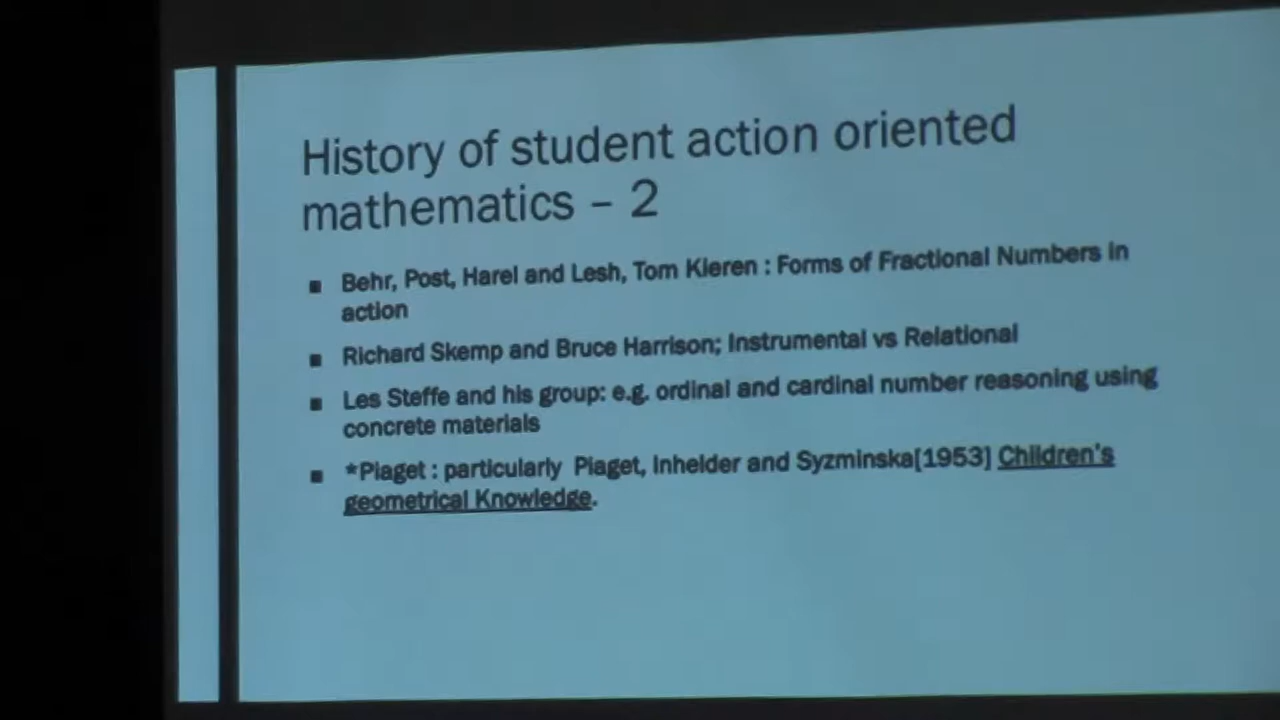 History of student action oriented
mathematics – 2
▪ Behr, Post, Harel and Lesh, Tom Kieren : Forms of Fractional Numbers in
action
▪ Richard Skemp and Bruce Harrison; Instrumental vs Relational
▪ Les Steffe and his group: e.g. ordinal and cardinal number reasoning using
concrete materials
▪ *Piaget : particularly Piaget, Inhelder and Syzminska[1953] Children's
geometrical Knowledge.